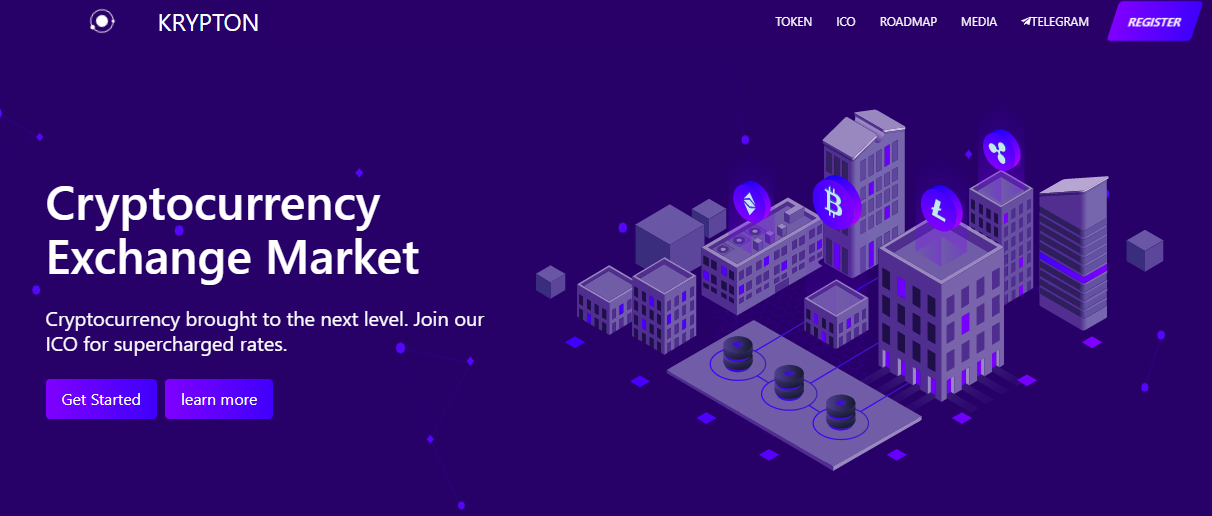 KRYPTON
TOKEN ICO ROADMAP MEDIA TELEGRAM REGISTER
Cryptocurrency
Exchange Market
Cryptocurrency brought to the next level. Join our
ICO for supercharged rates.
Get Started learn more